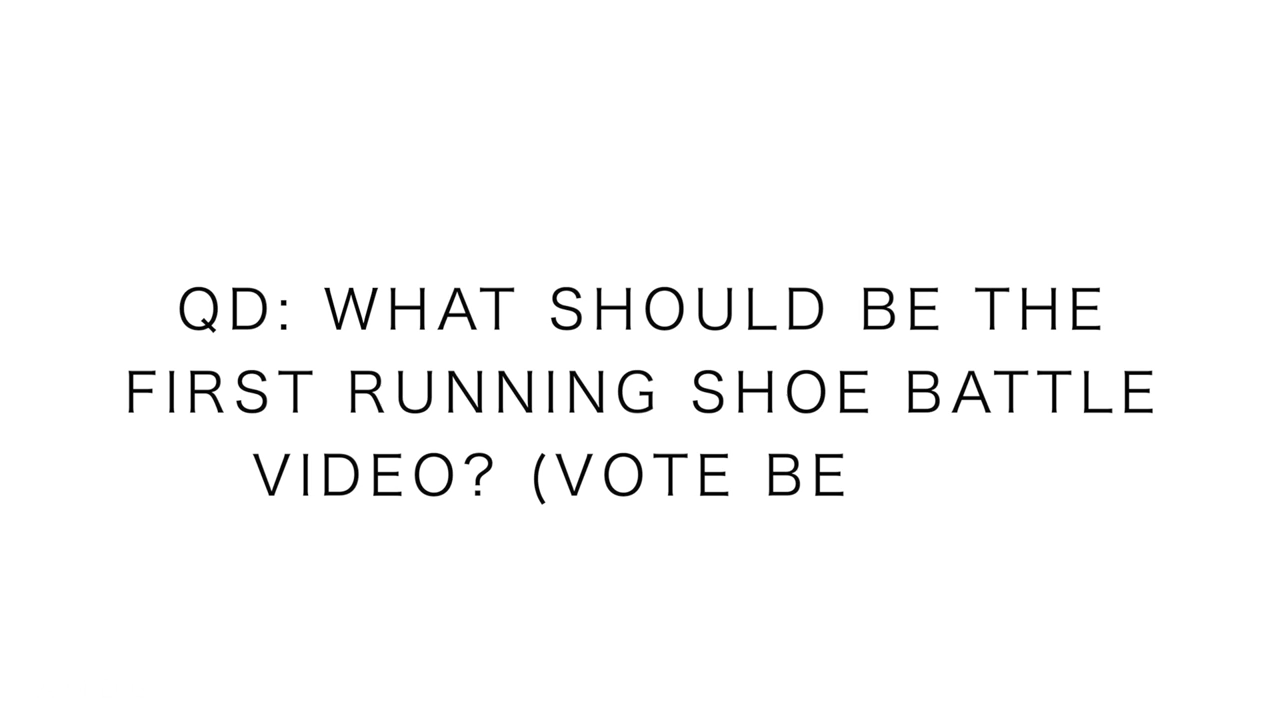 QD: WHAT SHOULD BE THE
FIRST RUNNING SHOE BATTLE
VIDEO? (VOTE BE